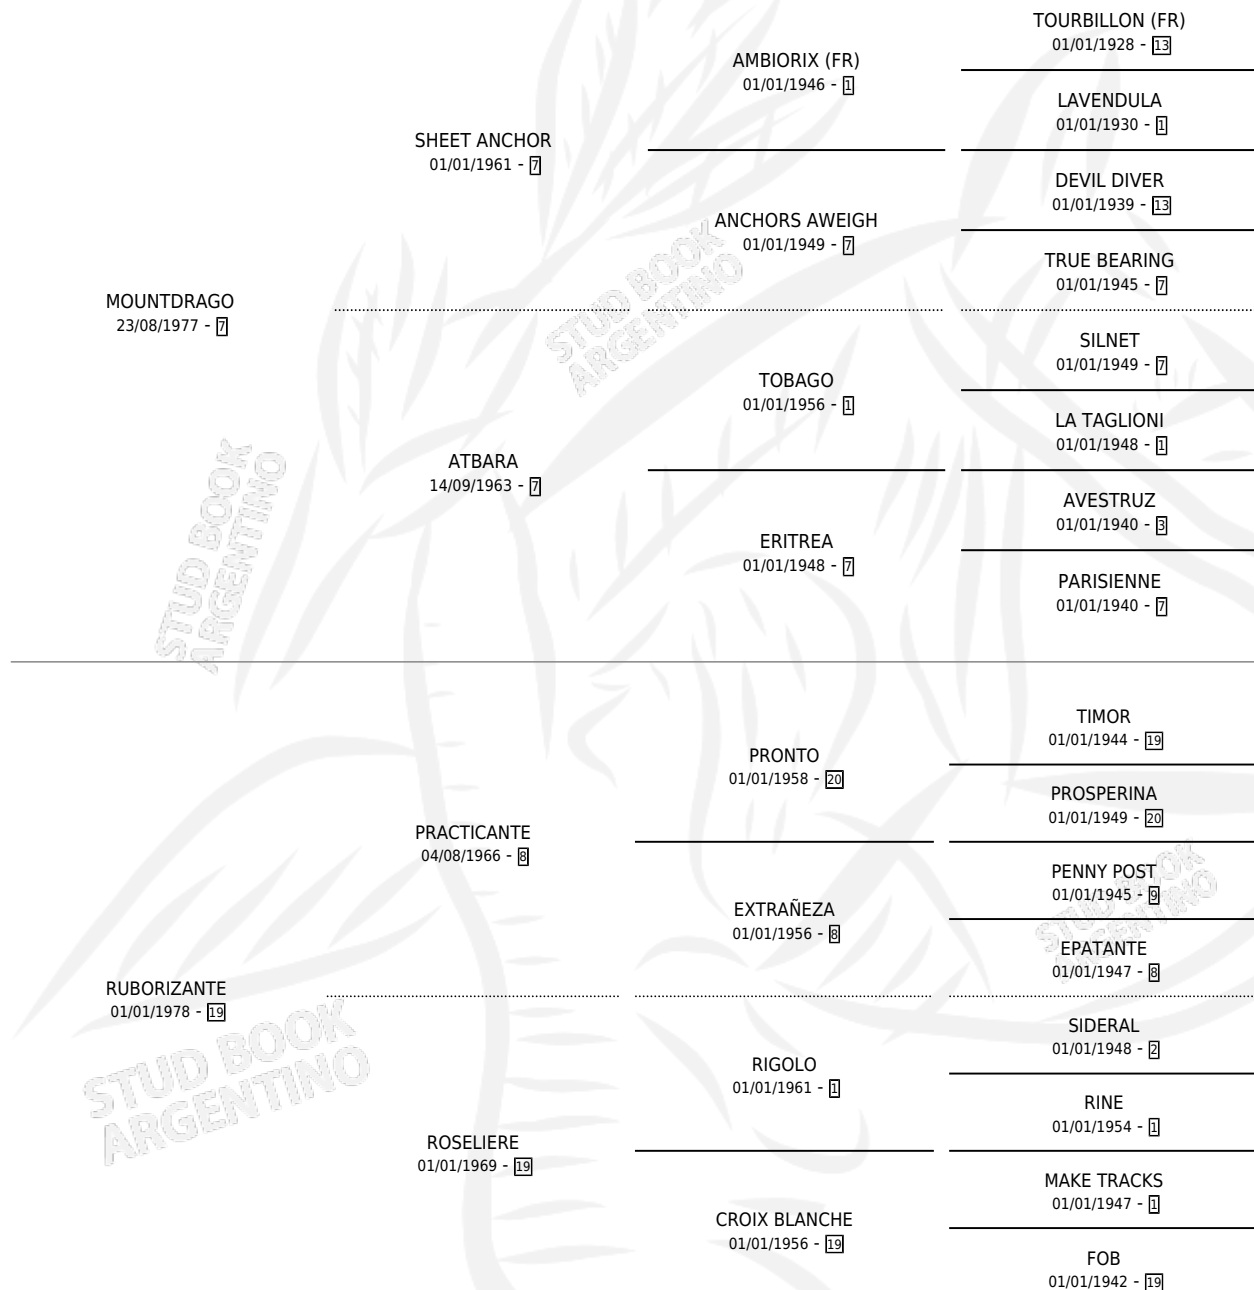 TOURBILLON (FR)
01/01/1928 - 13
AMBIORIX (FR)
01/01/1946 - 1
LAVENDULA
01/01/1930 - 1
SHEET ANCHOR
01/01/1961 - 7
DEVIL DIVER
01/01/1939 - 13
ANCHORS AWEIGH
01/01/1949 - 7
TRUE BEARING
01/01/1945 - 7
MOUNTDRAGO
23/08/1977 - 7
SILNET
01/01/1949 - 7
TOBAGO
01/01/1956 - 1
LA TAGLIONI
01/01/1948 - 1
ATBARA
14/09/1963 - 7
AVESTRUZ
01/01/1940 - 3
ERITREA
01/01/1948 - 7
PARISIENNE
01/01/1940 - 7
STUD BOOK
ARGENTINO
STUD BOOK
ARGENTINO
TIMOR
01/01/1944 - 19
PRONTO
01/01/1958 - 20
PROSPERINA
01/01/1949 - 20
PRACTICANTE
04/08/1966 - 8
PENNY POST
01/01/1945 - 9
EXTRAÑEZA
01/01/1956 - 8
EPATANTE
01/01/1947 - 8
RUBORIZANTE
01/01/1978 - 19
SIDERAL
01/01/1948 - 2
RIGOLO
01/01/1961 - 1
RINE
01/01/1954 - 1
ROSELIERE
01/01/1969 - 19
MAKE TRACKS
01/01/1947 - 1
CROIX BLANCHE
01/01/1956 - 19
FOB
01/01/1942 - 19
STUD BOOK
ARGENTINO
STUD BOOK
ARGENTINO